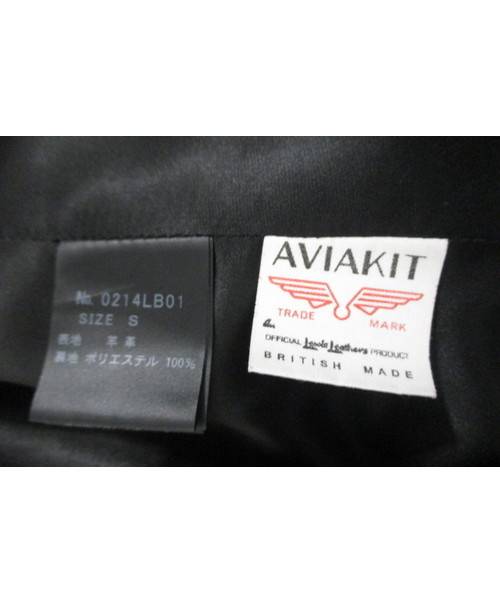 № 0214LB01
SIZE S
表地 羊革
裏地 ポリエステル 100%
AVIAKIT
TRADE MARK
An
OFFICIAL Lewis Leathers PRODUCT
BRITISH MADE